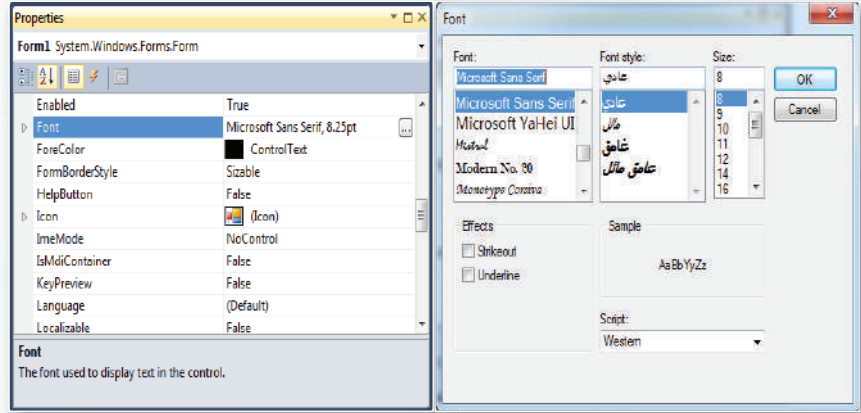 Properties
Form1 System.Windows.Forms.Form
Enabled True
Font Microsoft Sans Serif, 8.25pt ...
ForeColor ControlText
FormBorderStyle Sizable
HelpButton False
Icon (Icon)
ImeMode NoControl
IsMdiContainer False
KeyPreview False
Language (Default)
Localizable False
Font
The font used to display text in the control.
Font
Font: Font style: Size:
Microsoft Sans Serif عادي 8 OK
Microsoft Sans Serif عادي 8 Cancel
Microsoft YaHei UI مائل 9
Mistral غامق 10
Modern No. 20 غامق مائل 11
Monotype Corsiva 12
14
16
Effects Sample
Strikeout
Underline
AaBbYyZz
Script:
Western